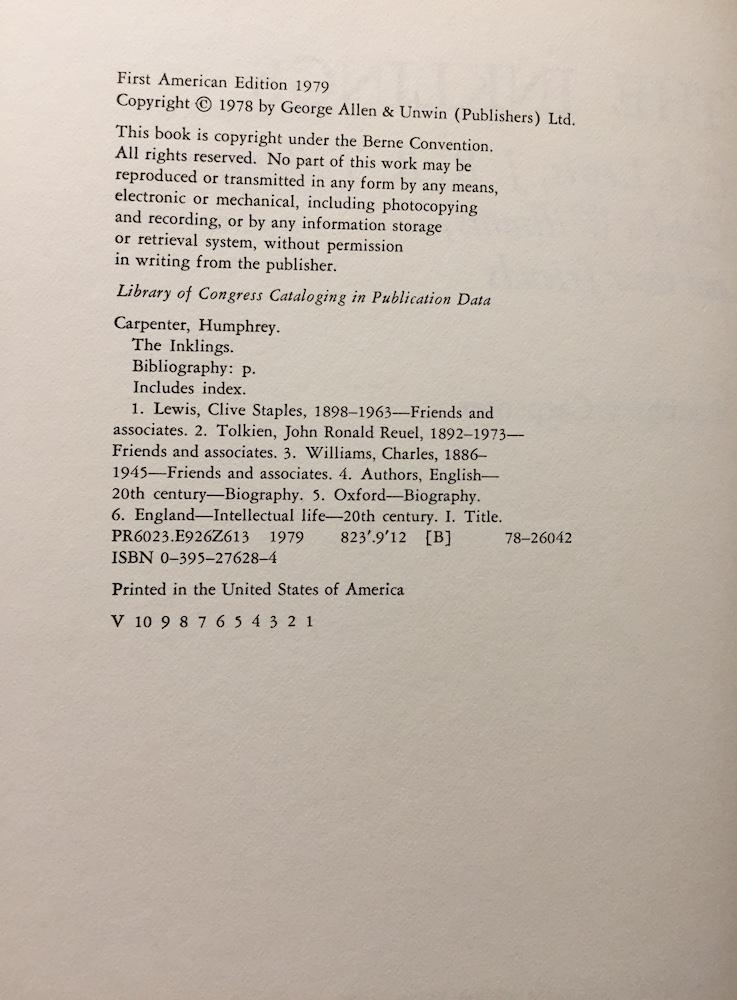 First American Edition 1979
Copyright © 1978 by George Allen & Unwin (Publishers) Ltd.
This book is copyright under the Berne Convention.
All rights reserved. No part of this work may be
reproduced or transmitted in any form by any means,
electronic or mechanical, including photocopying
and recording, or by any information storage
or retrieval system, without permission
in writing from the publisher.
Library of Congress Cataloging in Publication Data
Carpenter, Humphrey.
The Inklings.
Bibliography: p.
Includes index.
1. Lewis, Clive Staples, 1898–1963—Friends and
associates. 2. Tolkien, John Ronald Reuel, 1892–1973—
Friends and associates. 3. Williams, Charles, 1886–
1945—Friends and associates. 4. Authors, English—
20th century—Biography. 5. Oxford—Biography.
6. England—Intellectual life—20th century. I. Title.
PR6023.E926Z613 1979 823′.9′12 [B] 78–26042
ISBN 0–395–27628–4
Printed in the United States of America
V 10 9 8 7 6 5 4 3 2 1